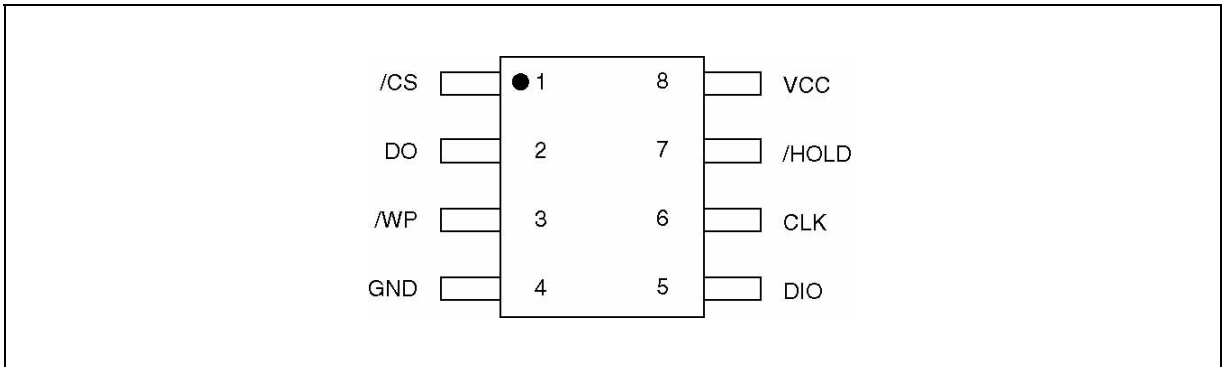 /CS 1 8 VCC
DO 2 7 /HOLD
/WP 3 6 CLK
GND 4 5 DIO